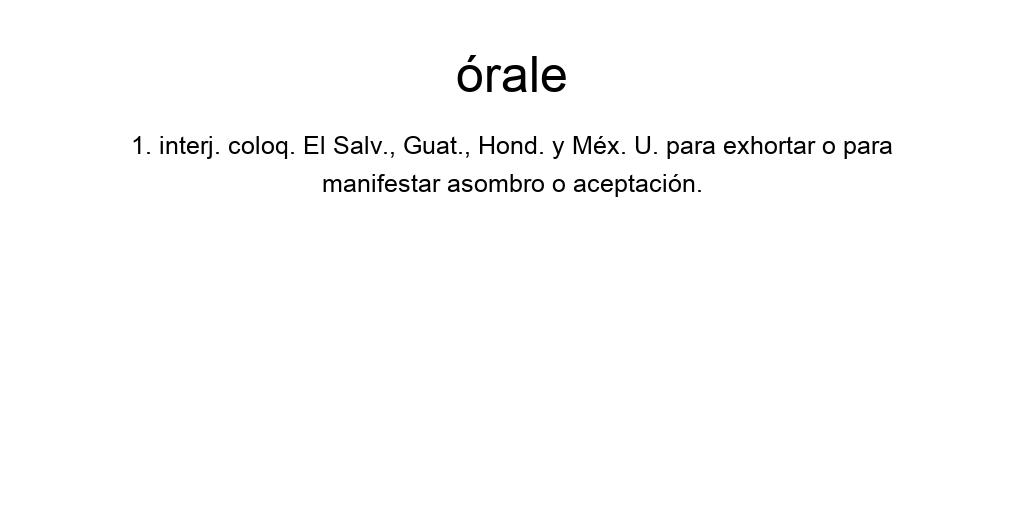 órale
1. interj. coloq. El Salv., Guat., Hond. y Méx. U. para exhortar o para
manifestar asombro o aceptación.